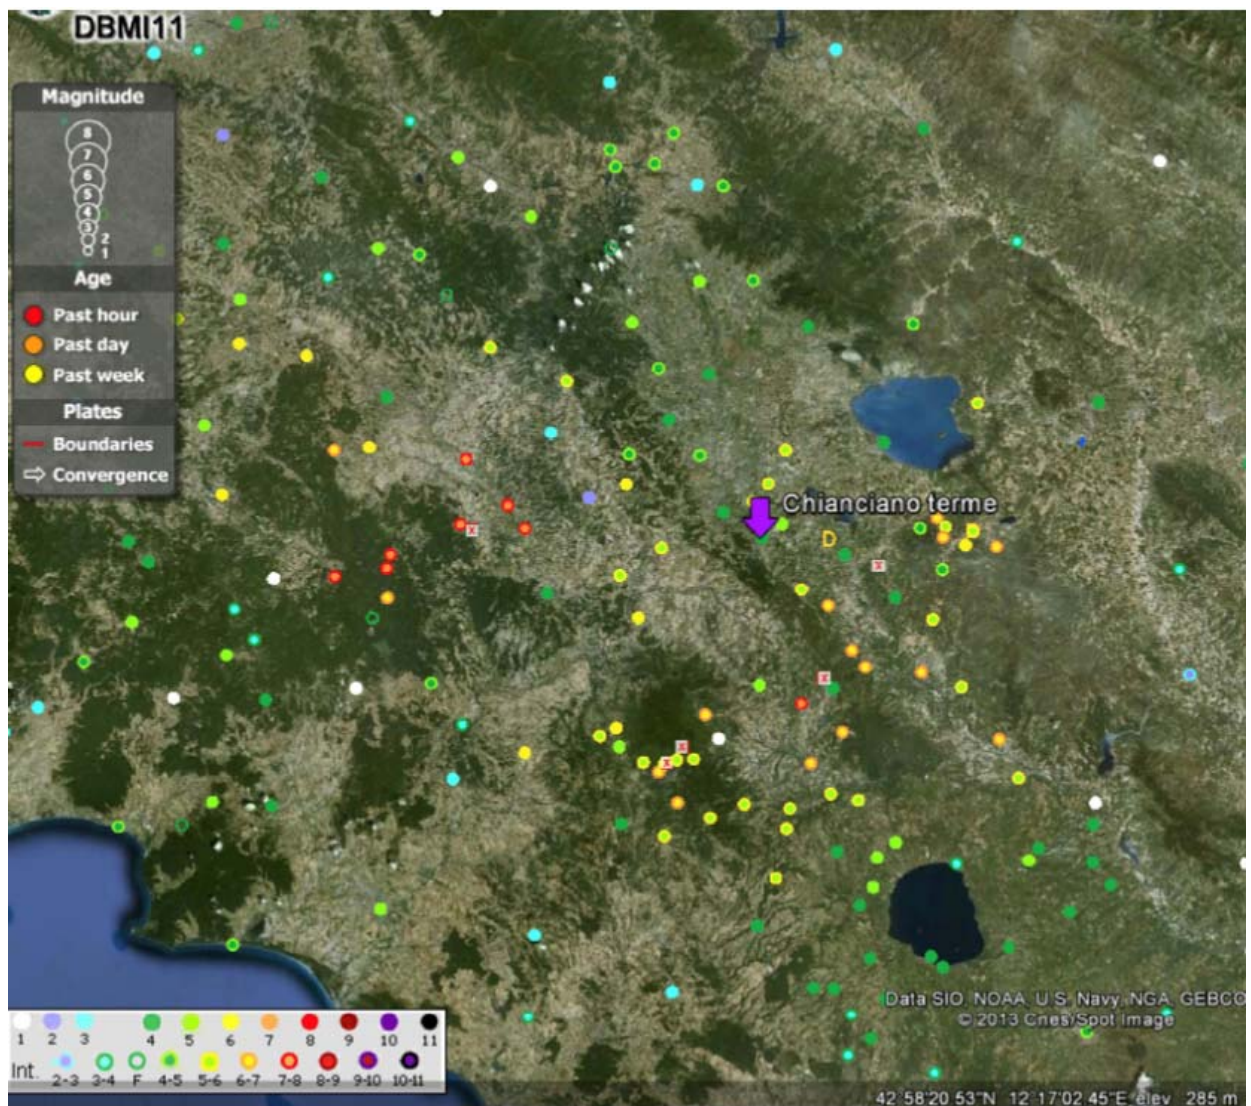 DBMI11
Magnitude
8
7
6
5
4
3
2
1
Age
Past hour
Past day
Past week
Plates
Boundaries
Convergence
Chianciano terme
D
Data SIO, NOAA, U.S. Navy, NGA, GEBCO
© 2013 Cnes/Spot Image
1 2 3 4 5 6 7 8 9 10 11
Int. 2-3 3-4 F 4-5 5-6 6-7 7-8 8-9 9-10 10-11
42°58'20.53"N 12°17'02.45"E elev 285 m